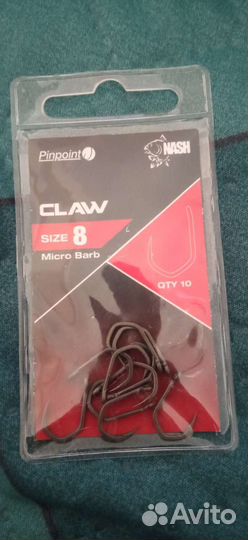 Pinpoint
NASH
CLAW
SIZE 8
Micro Barb
QTY 10
Avito